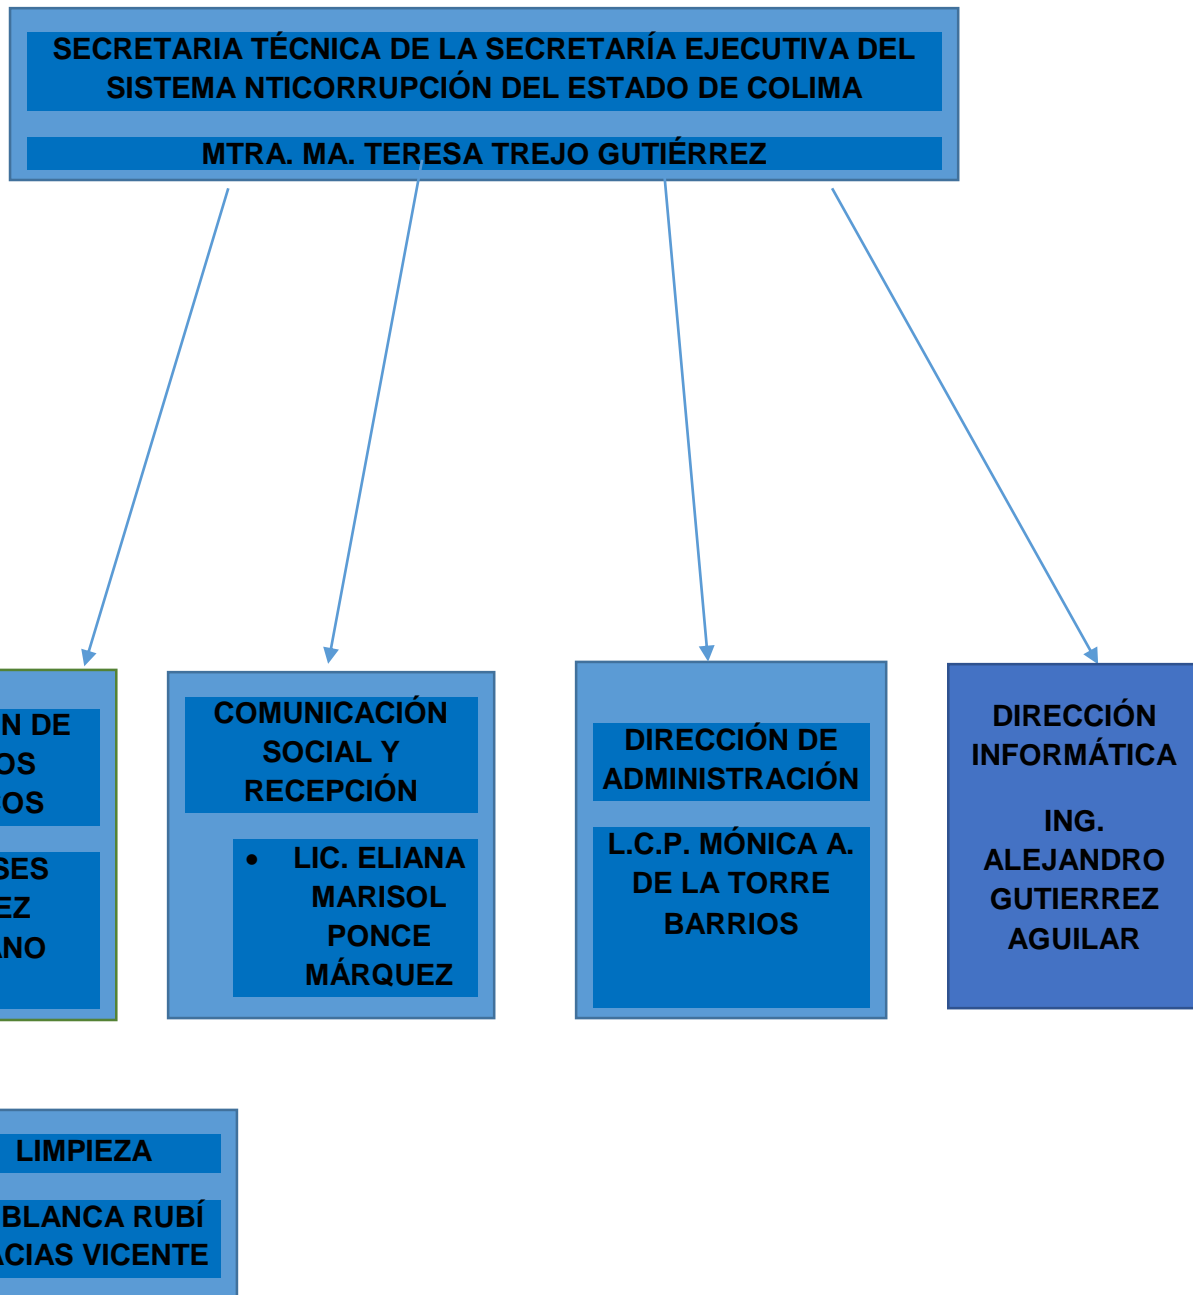 SECRETARIA TÉCNICA DE LA SECRETARÍA EJECUTIVA DEL
SISTEMA NTICORRUPCIÓN DEL ESTADO DE COLIMA
MTRA. MA. TERESA TREJO GUTIÉRREZ
DE
COMUNICACIÓN
SOCIAL Y
RECEPCIÓN
• LIC. ELIANA
MARISOL
PONCE
MÁRQUEZ
DIRECCIÓN DE
ADMINISTRACIÓN
L.C.P. MÓNICA A.
DE LA TORRE
BARRIOS
DIRECCIÓN
INFORMÁTICA
ING.
ALEJANDRO
GUTIERREZ
AGUILAR
LIMPIEZA
BLANCA RUBÍ
VICENTE